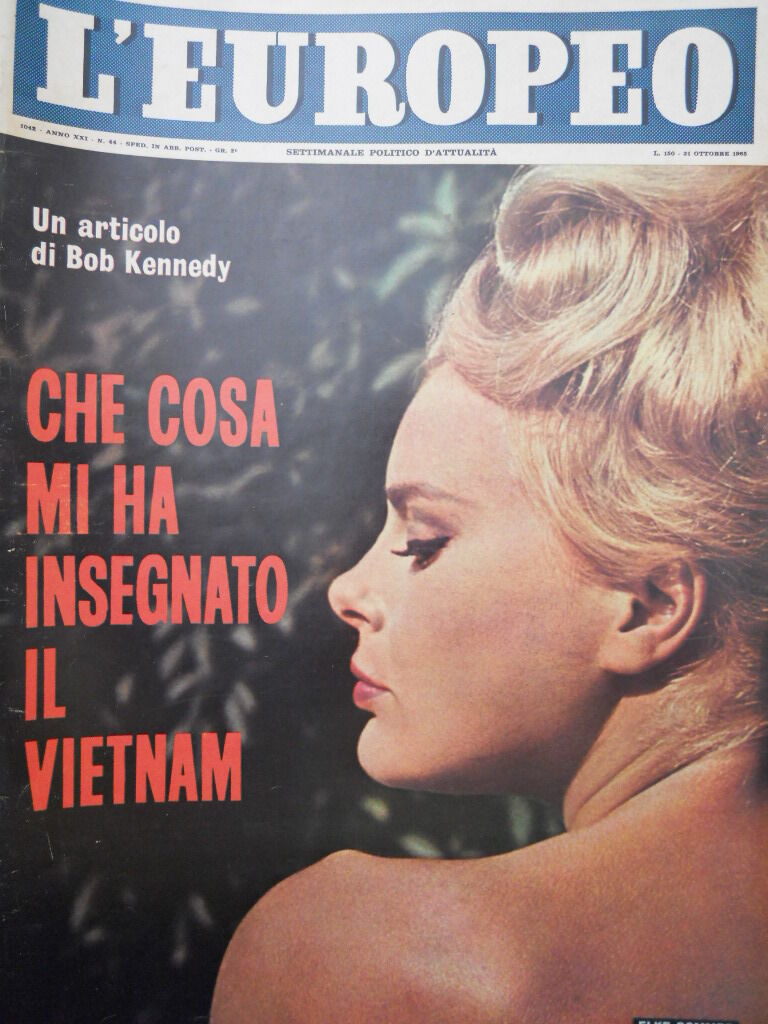 L'EUROPEO
1042 - ANNO XXI - N. 44 - SPED. IN ABB. POST. - GR. 2°
SETTIMANALE POLITICO D'ATTUALITÀ
L. 150 - 31 OTTOBRE 1965
Un articolo
di Bob Kennedy
CHE COSA
MI HA
INSEGNATO
IL
VIETNAM